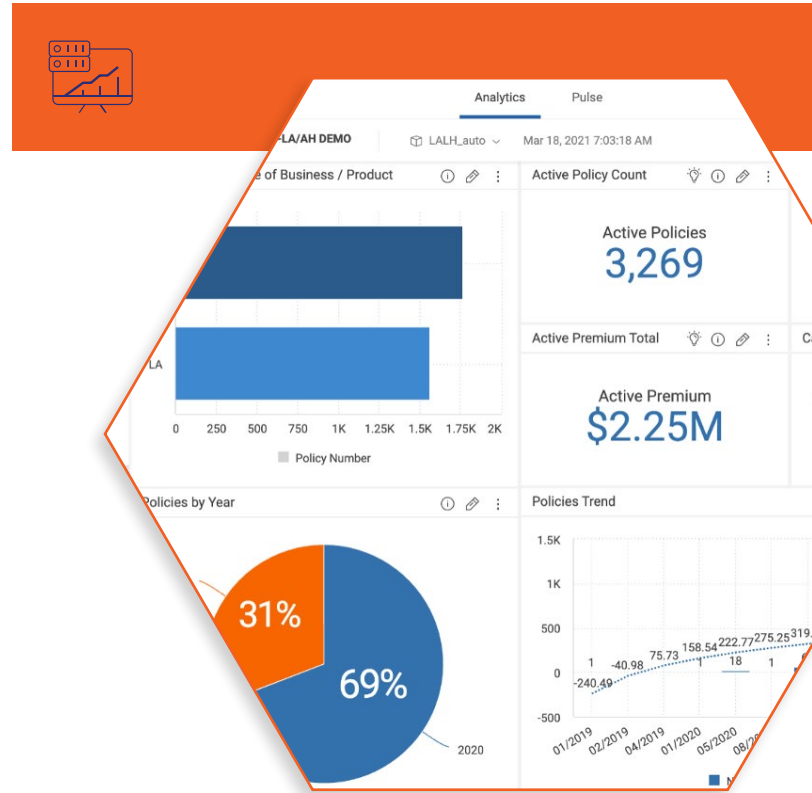 Analytics Pulse
-LA/AH DEMO LALH_auto Mar 18, 2021 7:03:18 AM
of Business / Product
Active Policy Count
Active Policies
3,269
LA
0 250 500 750 1K 1.25K 1.5K 1.75K 2K
Policy Number
Active Premium Total
Active Premium
$2.25M
Policies by Year
31%
69%
2020
Policies Trend
1.5K
1K
500
0
-500
-240.49 -40.98 75.73 158.54 222.77 275.25 319.
1 1 18 1
01/2019 02/2019 04/2019 01/2020 05/2020